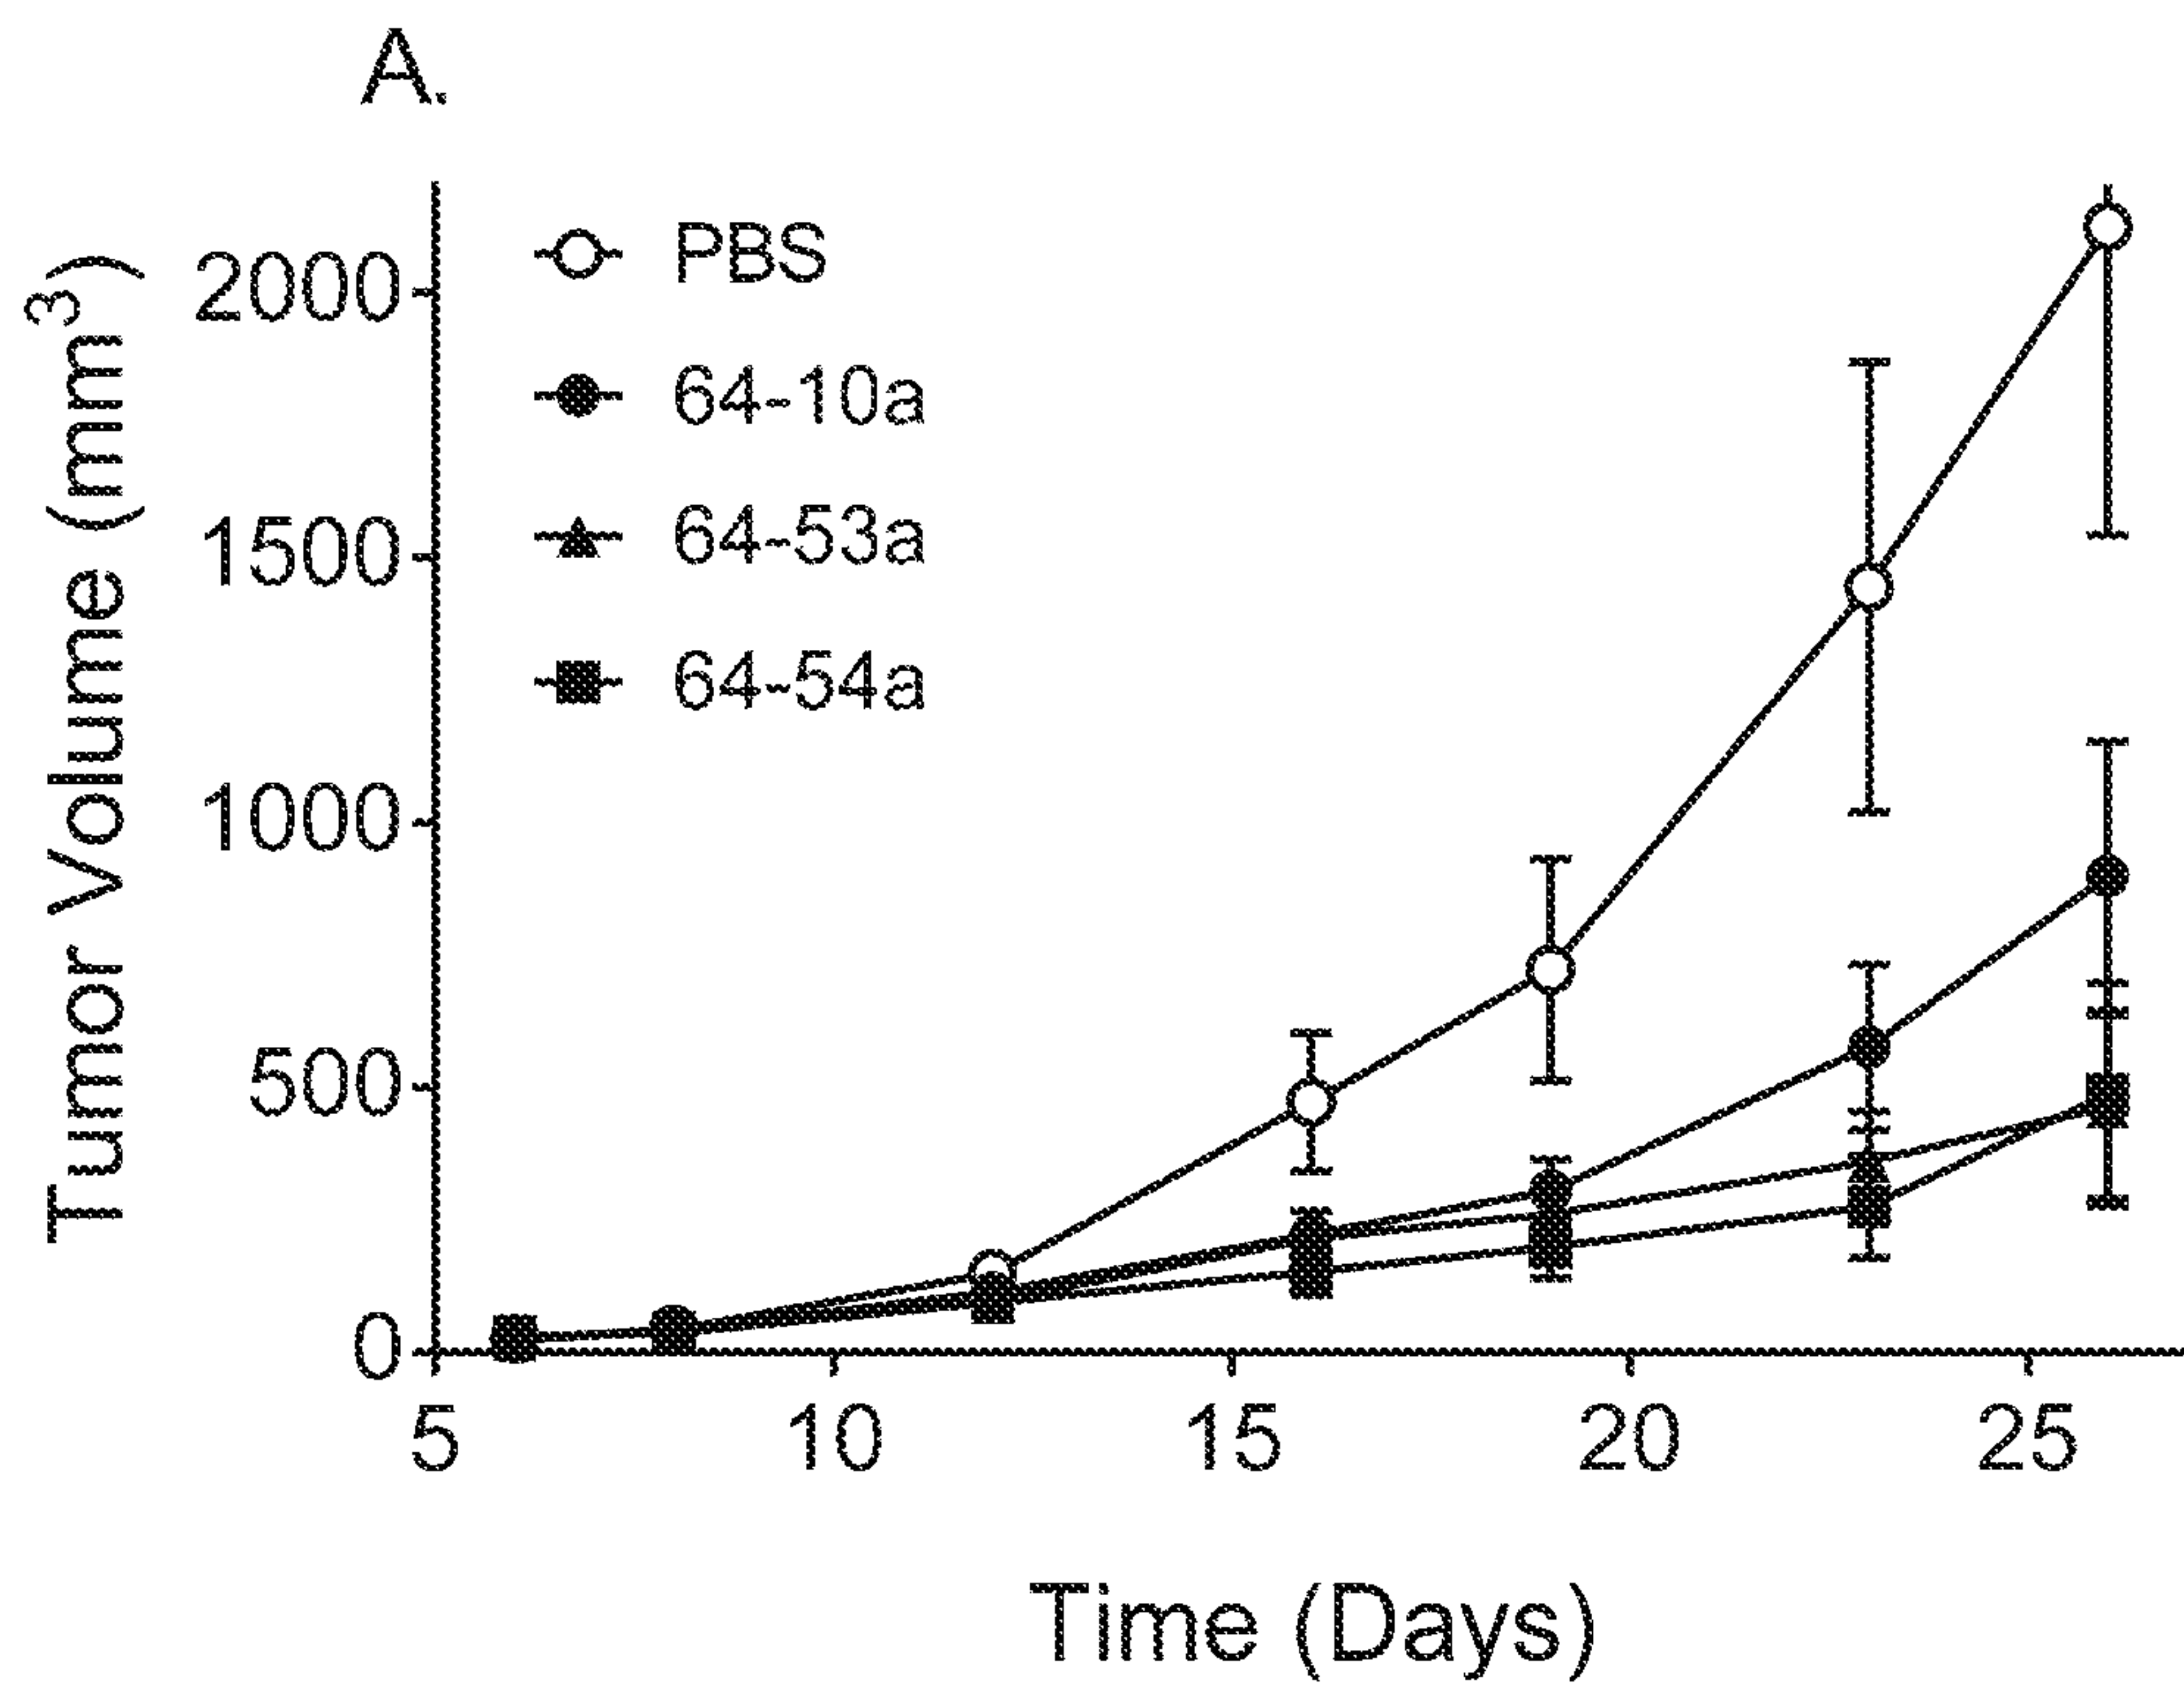 A.
Tumor Volume (mm³)
2000
1500
1000
500
0
PBS
64-10a
64-53a
64-54a
5 10 15 20 25
Time (Days)